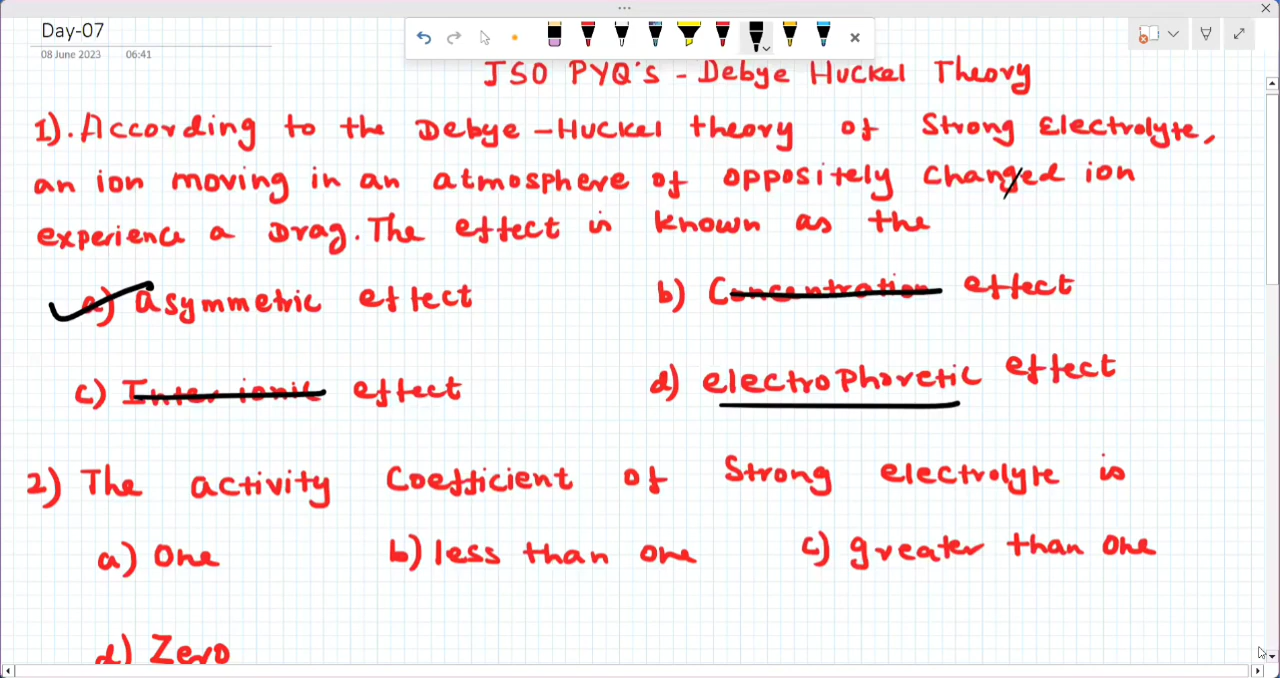 Day-07
08 June 2023 06:41
JSO PYQ's - Debye Huckel Theory
1). According to the Debye-Huckel theory of Strong Electrolyte,
an ion moving in an atmosphere of oppositely changed ion
experience a Drag. The effect is known as the
a) asymmetric effect b) Concentration effect
c) Inter ionic effect d) electrophoretic effect
2) The activity Coefficient of Strong electrolyte is
a) One b) less than one c) greater than one
d) Zero